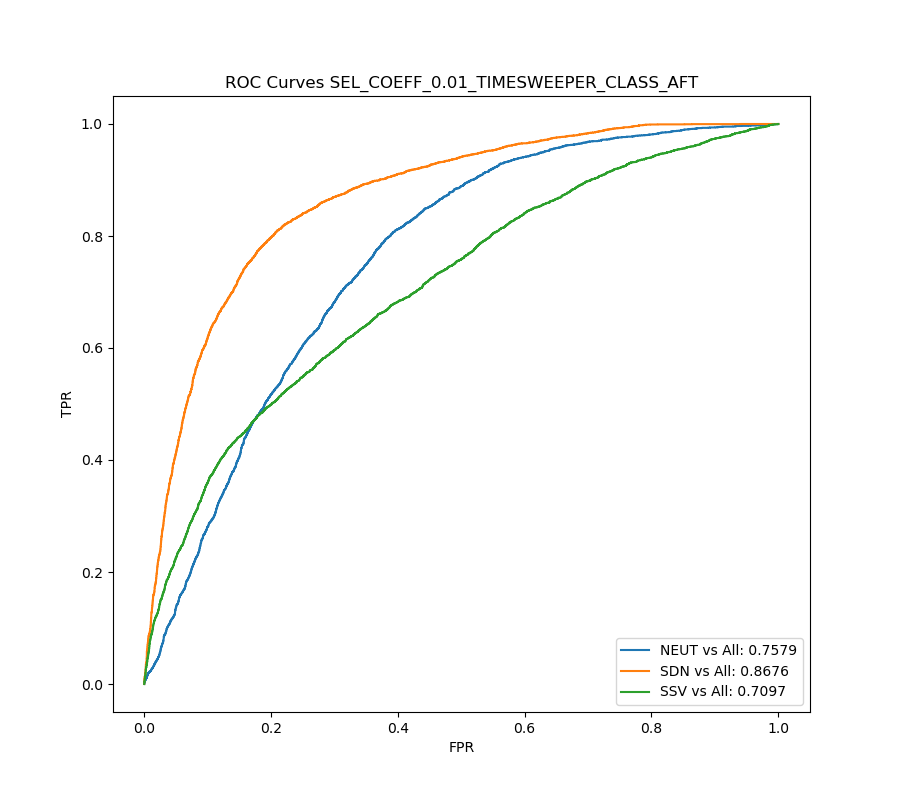 ROC Curves SEL_COEFF_0.01_TIMESWEEPER_CLASS_AFT
1.0
0.8
0.6
0.4
0.2
0.0
TPR
NEUT vs All: 0.7579
SDN vs All: 0.8676
SSV vs All: 0.7097
0.0 0.2 0.4 0.6 0.8 1.0
FPR